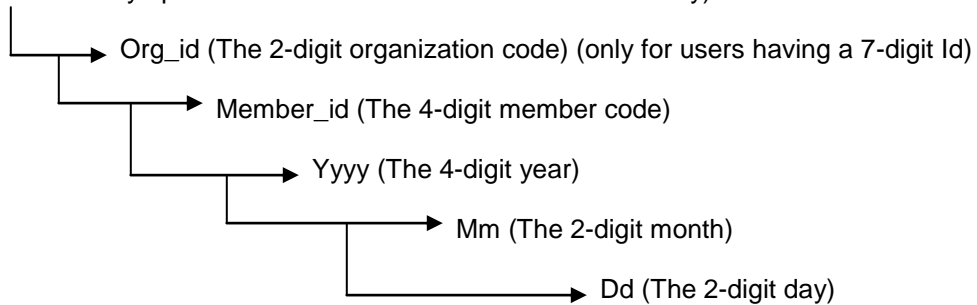 Org_id (The 2-digit organization code) (only for users having a 7-digit Id)
Member_id (The 4-digit member code)
Yyyy (The 4-digit year)
Mm (The 2-digit month)
Dd (The 2-digit day)